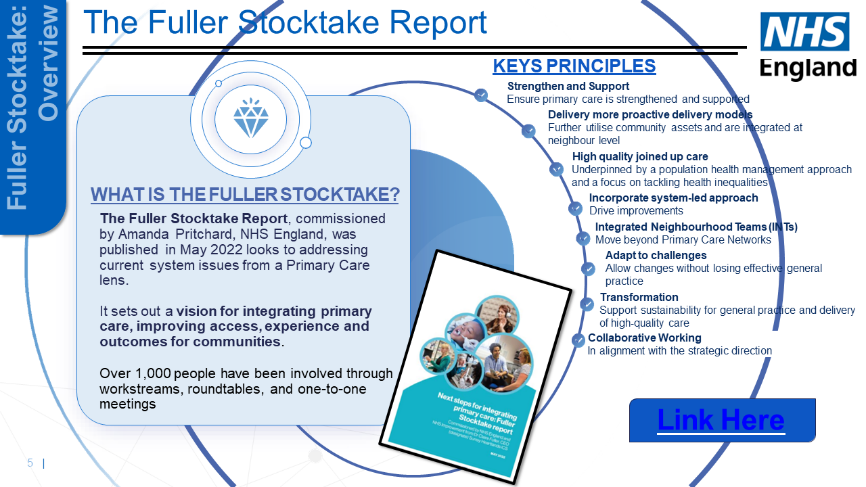 Fuller Stocktake:
Overview
The Fuller Stocktake Report
NHS
England
KEYS PRINCIPLES
Strengthen and Support
Ensure primary care is strengthened and supported
Delivery more proactive delivery models
Further utilise community assets and are integrated at
neighbour level
High quality joined up care
Underpinned by a population health management approach
and a focus on tackling health inequalities
Incorporate system-led approach
Drive improvements
Integrated Neighbourhood Teams (INTs)
Move beyond Primary Care Networks
Adapt to challenges
Allow changes without losing effective general
practice
Transformation
Support sustainability for general practice and delivery
of high-quality care
Collaborative Working
In alignment with the strategic direction
WHAT IS THE FULLER STOCKTAKE?
The Fuller Stocktake Report, commissioned
by Amanda Pritchard, NHS England, was
published in May 2022 looks to addressing
current system issues from a Primary Care
lens.
It sets out a vision for integrating primary
care, improving access, experience and
outcomes for communities.
Over 1,000 people have been involved through
workstreams, roundtables, and one-to-one
meetings
Next steps for integrating
primary care: Fuller
Stocktake report
Link Here
5 |